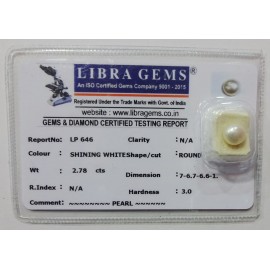 LIBRA GEMS
An ISO Certified Gems Company 9001 - 2015
Registered Under the Trade Marks with Govt. of India
www.libragems.co.in
GEMS & DIAMOND CERTIFIED TESTING REPORT
ReportNo: LP 646 Clarity : N/A
Colour : SHINING WHITE Shape/cut : ROUND
Wt : 2.78 cts Dimension : 7-6.7-6.6-1.
R.Index : N/A Hardness : 3.0
Comment : ~~~~~~~~ PEARL ~~~~~~~